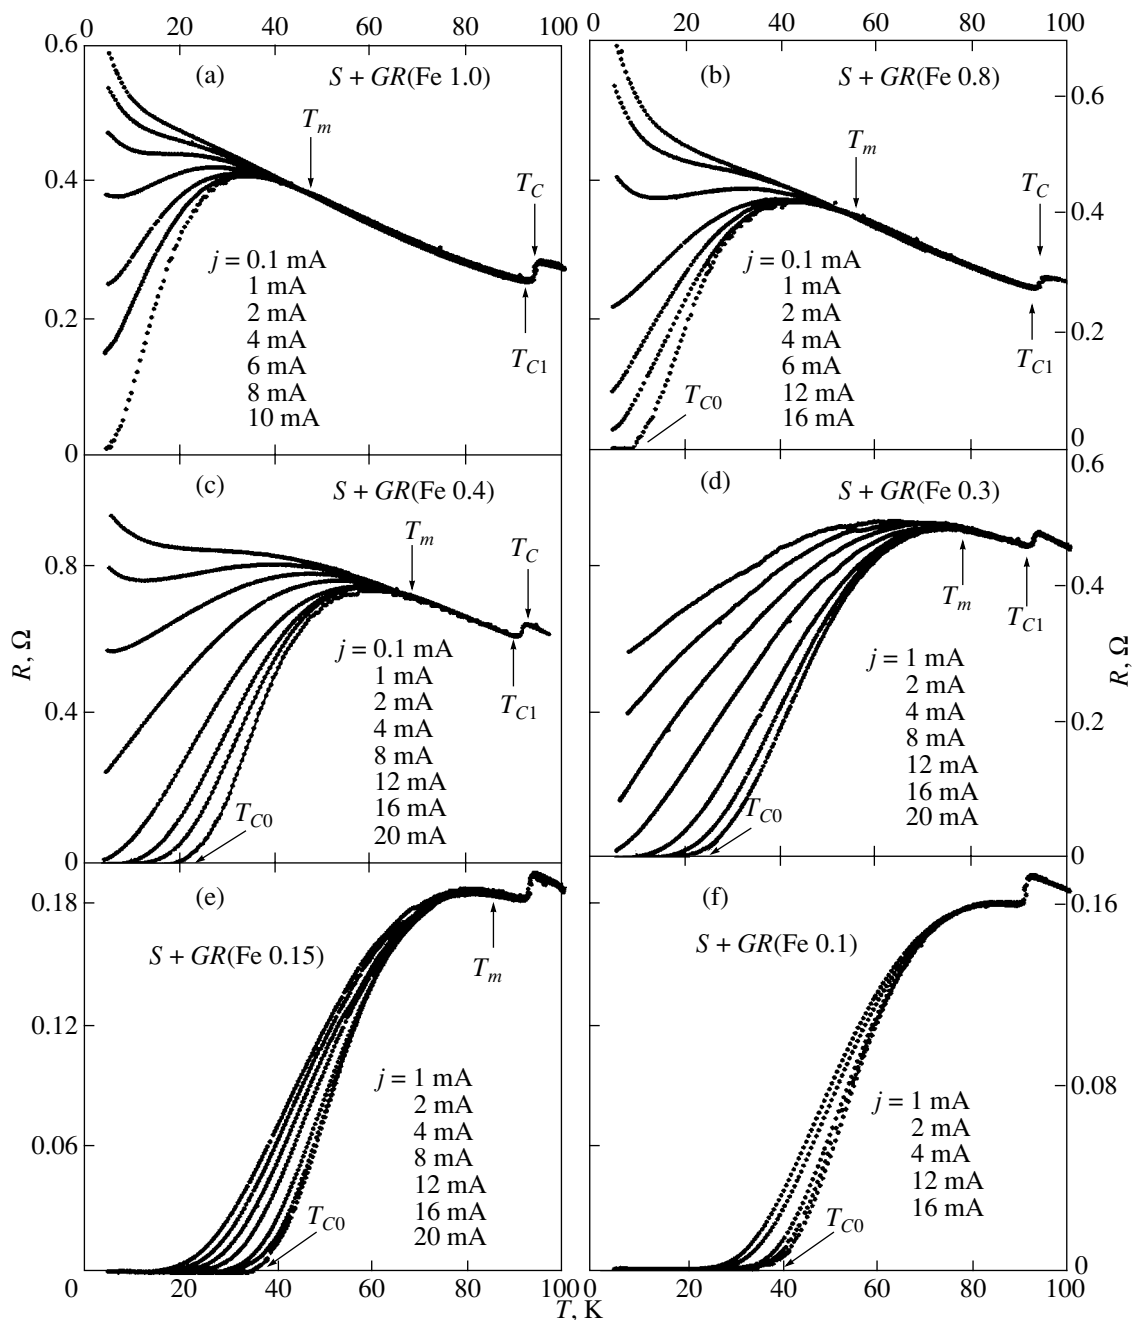 0 20 40 60 80 100
0 20 40 60 80 100
0.6
(a)
S + GR(Fe 1.0)
T_m
T_C
0.4
j = 0.1 mA
1 mA
2 mA
4 mA
6 mA
8 mA
10 mA
T_C1
0.2
0
(b)
S + GR(Fe 0.8)
0.6
T_m
T_C
0.4
j = 0.1 mA
1 mA
2 mA
4 mA
6 mA
12 mA
16 mA
T_C1
0.2
T_C0
0
(c)
S + GR(Fe 0.4)
T_m
T_C
0.8
R, Ω
j = 0.1 mA
1 mA
2 mA
4 mA
8 mA
12 mA
16 mA
20 mA
T_C1
0.4
T_C0
0
0.6
(d)
S + GR(Fe 0.3)
0.4
T_m
T_C1
R, Ω
j = 1 mA
2 mA
4 mA
8 mA
12 mA
16 mA
20 mA
0.2
T_C0
0
0.18
(e)
S + GR(Fe 0.15)
T_m
0.12
j = 1 mA
2 mA
4 mA
8 mA
12 mA
16 mA
20 mA
0.06
T_C0
(f)
0.16
S + GR(Fe 0.1)
j = 1 mA
2 mA
4 mA
12 mA
16 mA
0.08
T_C0
0
0 20 40 60 80 100
0 20 40 60 80 100
T, K